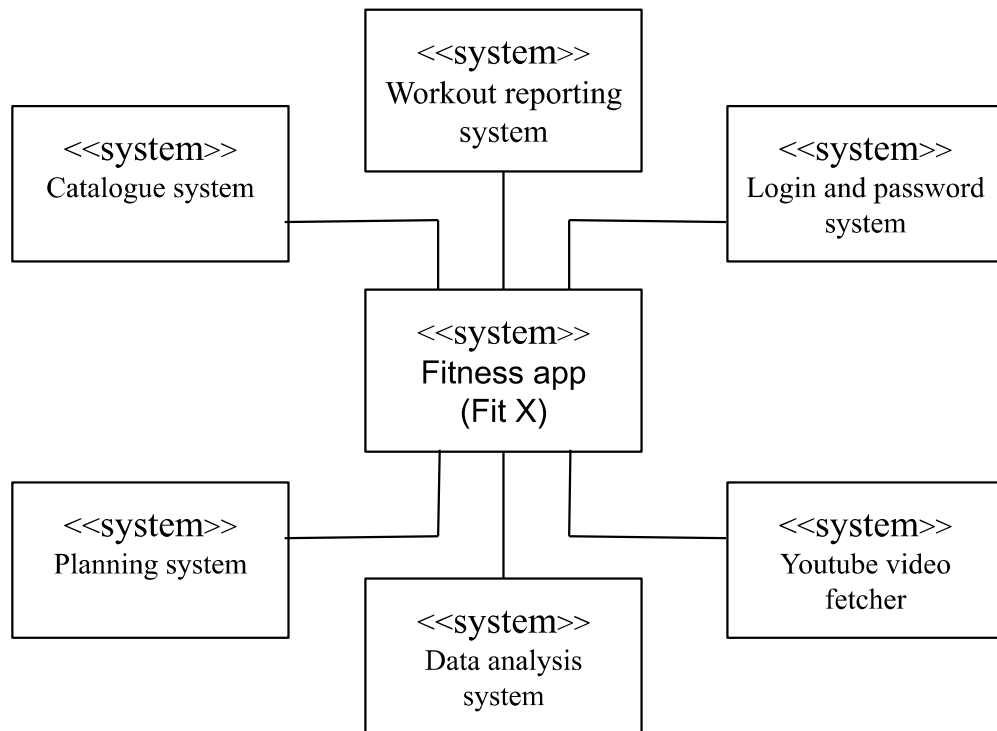 <<system>>
Workout reporting
system
<<system>>
Catalogue system
<<system>>
Login and password
system
<<system>>
Fitness app
(Fit X)
<<system>>
Planning system
<<system>>
Youtube video
fetcher
<<system>>
Data analysis
system